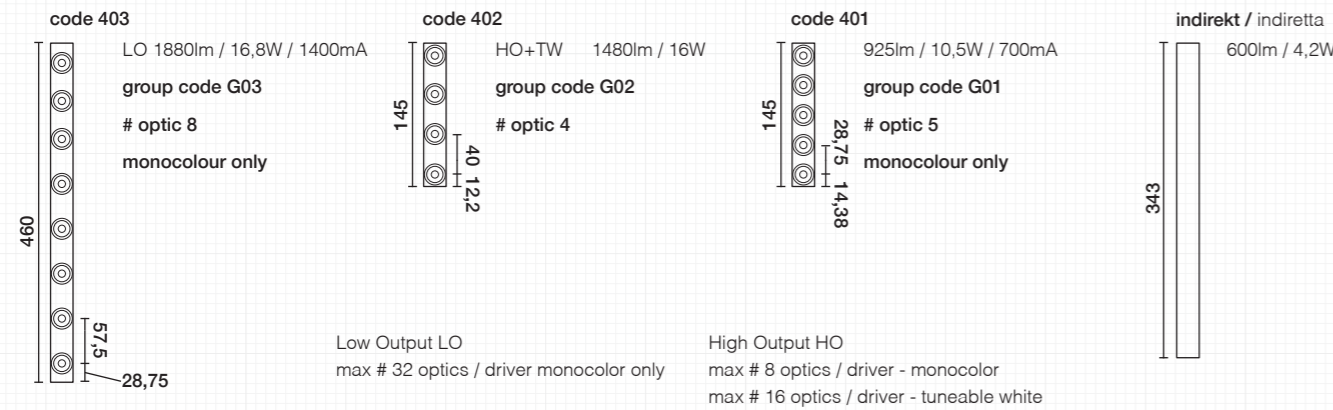 code 403
LO 1880lm / 16,8W / 1400mA
group code G03
# optic 8
monocolour only
460
57,5
28,75
code 402
HO+TW 1480lm / 16W
group code G02
# optic 4
145
40
12,2
code 401
925lm / 10,5W / 700mA
group code G01
# optic 5
monocolour only
145
28,75
14,38
indirekt / indiretta
600lm / 4,2W
343
Low Output LO
max # 32 optics / driver monocolor only
High Output HO
max # 8 optics / driver - monocolor
max # 16 optics / driver - tuneable white